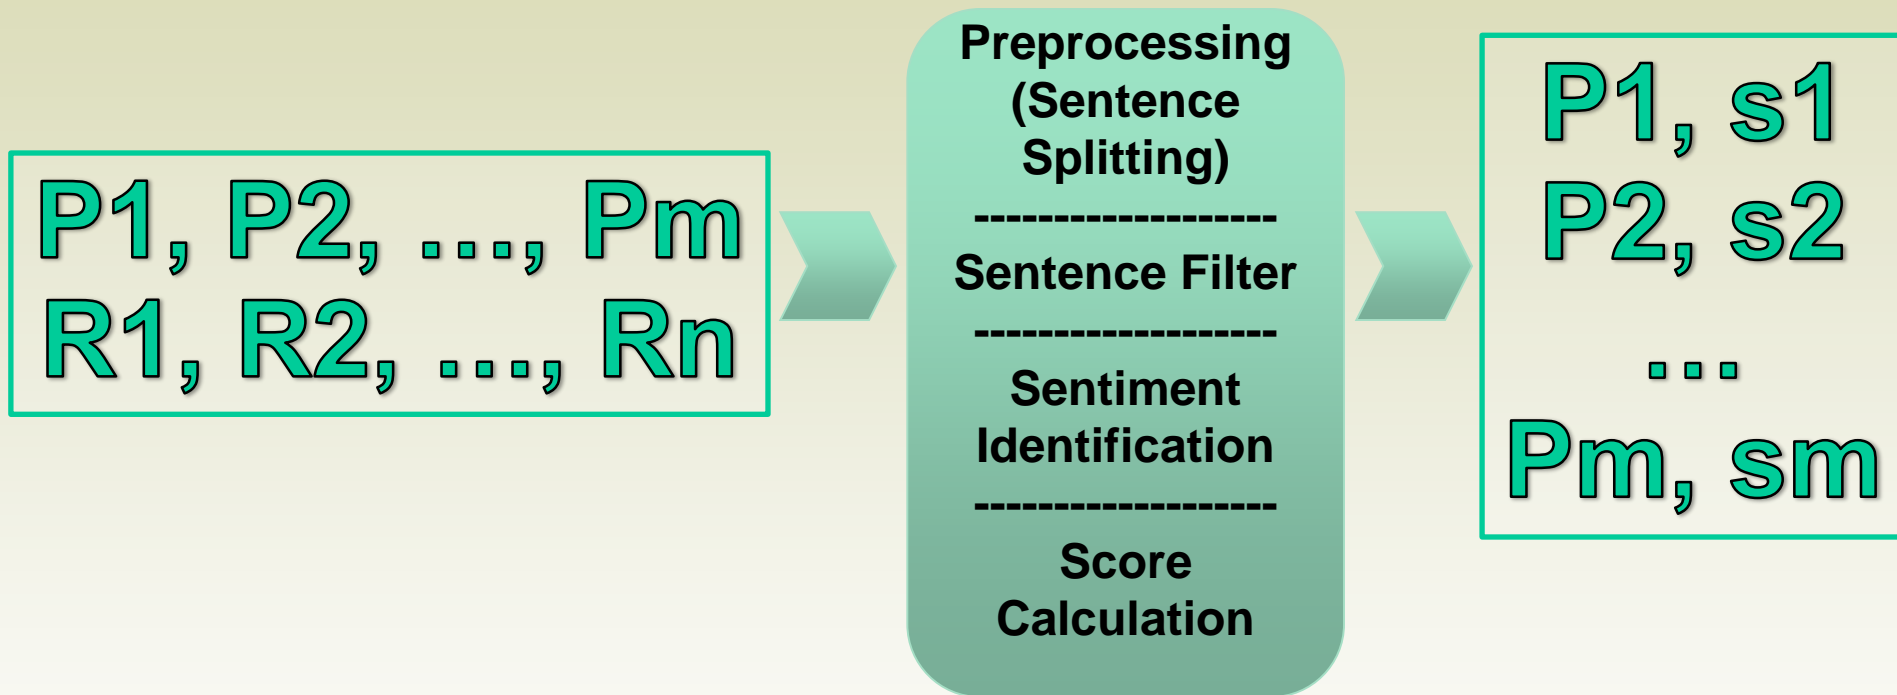 P1, P2, …, Pm
R1, R2, …, Rn
Preprocessing
(Sentence
Splitting)
-------------------
Sentence Filter
-------------------
Sentiment
Identification
-------------------
Score
Calculation
P1, s1
P2, s2
…
Pm, sm